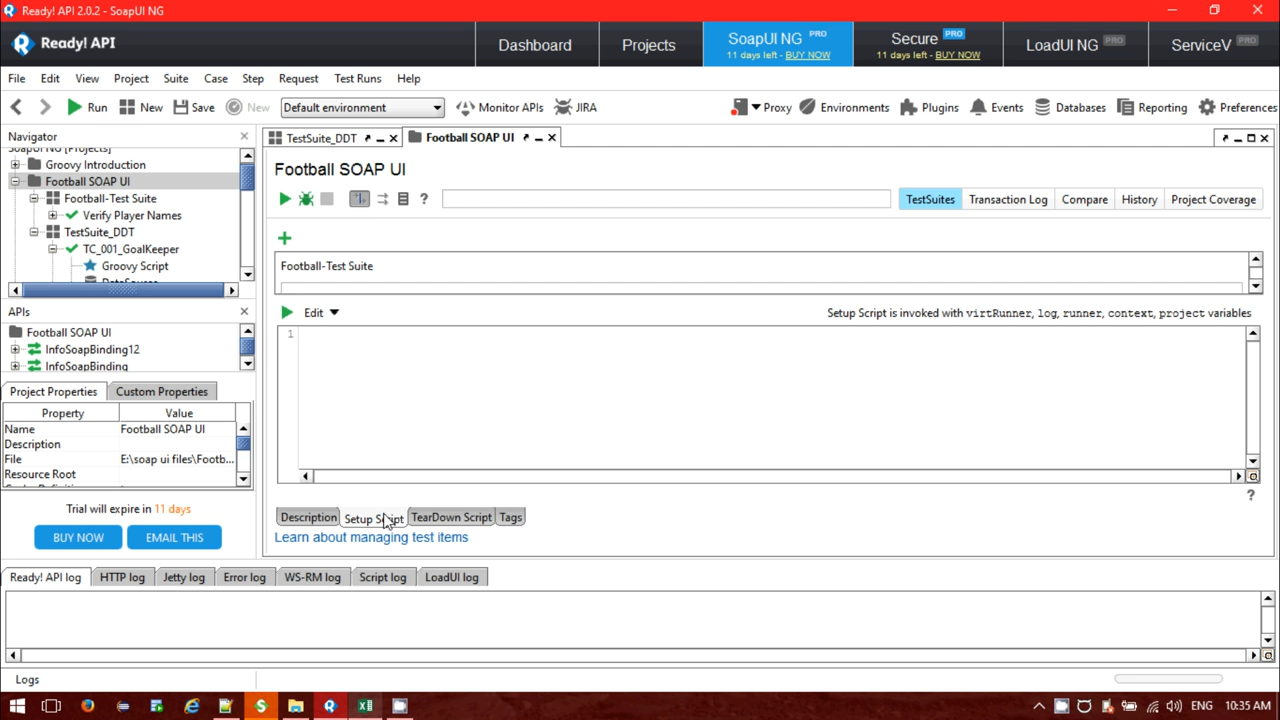 Ready! API 2.0.2 - SoapUI NG
Ready! API
Dashboard
Projects
SoapUI NG PRO
11 days left - BUY NOW
Secure PRO
11 days left - BUY NOW
LoadUI NG PRO
ServiceV PRO
File Edit View Project Suite Case Step Request Test Runs Help
Run New Save New Default environment Monitor APIs JIRA Proxy Environments Plugins Events Databases Reporting Preferences
Navigator
SoapUI NG [Projects]
Groovy Introduction
Football SOAP UI
Football-Test Suite
Verify Player Names
TestSuite_DDT
TC_001_GoalKeeper
Groovy Script
DataSource
APIs
Football SOAP UI
InfoSoapBinding12
InfoSoapBinding
Project Properties Custom Properties
Property Value
Name Football SOAP UI
Description
File E:\soap ui files\Footb...
Resource Root
Trial will expire in 11 days
BUY NOW EMAIL THIS
TestSuite_DDT Football SOAP UI
Football SOAP UI
? TestSuites Transaction Log Compare History Project Coverage
Football-Test Suite
Edit Setup Script is invoked with virtRunner, log, runner, context, project variables
1
?
Description Setup Script TearDown Script Tags
Learn about managing test items
Ready! API log HTTP log Jetty log Error log WS-RM log Script log LoadUI log
Logs
ENG 10:35 AM